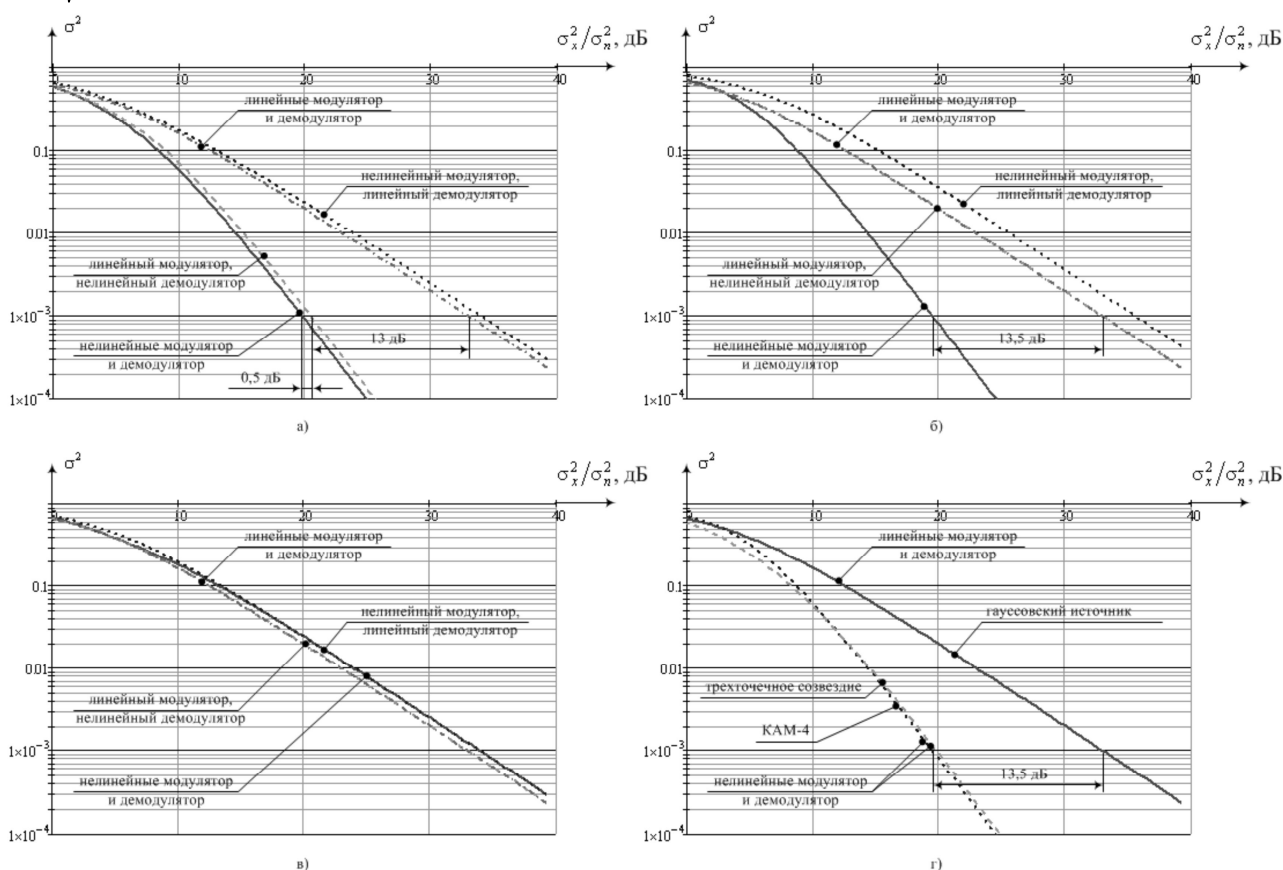 σ²
σ²ₓ/σ²ₙ, дБ
0
10
20
30
40
линейные модулятор
и демодулятор
0.1
нелинейный модулятор,
линейный демодулятор
0.01
линейный модулятор,
нелинейный демодулятор
1×10⁻³
нелинейный модулятор
и демодулятор
13 дБ
0,5 дБ
1×10⁻⁴
а)
σ²
σ²ₓ/σ²ₙ, дБ
0
10
20
30
40
линейные модулятор
и демодулятор
0.1
нелинейный модулятор,
линейный демодулятор
0.01
линейный модулятор,
нелинейный демодулятор
1×10⁻³
нелинейный модулятор
и демодулятор
13,5 дБ
1×10⁻⁴
б)
σ²
σ²ₓ/σ²ₙ, дБ
0
10
20
30
40
линейные модулятор
и демодулятор
0.1
нелинейный модулятор,
линейный демодулятор
0.01
линейный модулятор,
нелинейный демодулятор
1×10⁻³
нелинейные модулятор
и демодулятор
1×10⁻⁴
в)
σ²
σ²ₓ/σ²ₙ, дБ
0
10
20
30
40
линейные модулятор
и демодулятор
0.1
гауссовский источник
0.01
трехточечное созвездие
КАМ-4
1×10⁻³
нелинейные модулятор
и демодулятор
13,5 дБ
1×10⁻⁴
г)